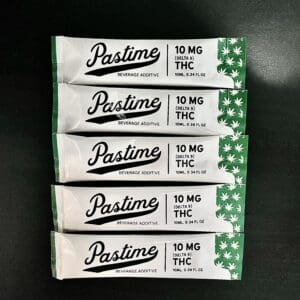 Pastime
BEVERAGE ADDITIVE
10 MG
(DELTA 9)
THC
10ML, 0.34 FL OZ
Pastime
BEVERAGE ADDITIVE
10 MG
(DELTA 9)
THC
10ML, 0.34 FL OZ
Pastime
BEVERAGE ADDITIVE
10 MG
(DELTA 9)
THC
10ML, 0.34 FL OZ
Pastime
BEVERAGE ADDITIVE
10 MG
(DELTA 9)
THC
10ML, 0.34 FL OZ
Pastime
BEVERAGE ADDITIVE
10 MG
(DELTA 9)
THC
10ML, 0.34 FL OZ